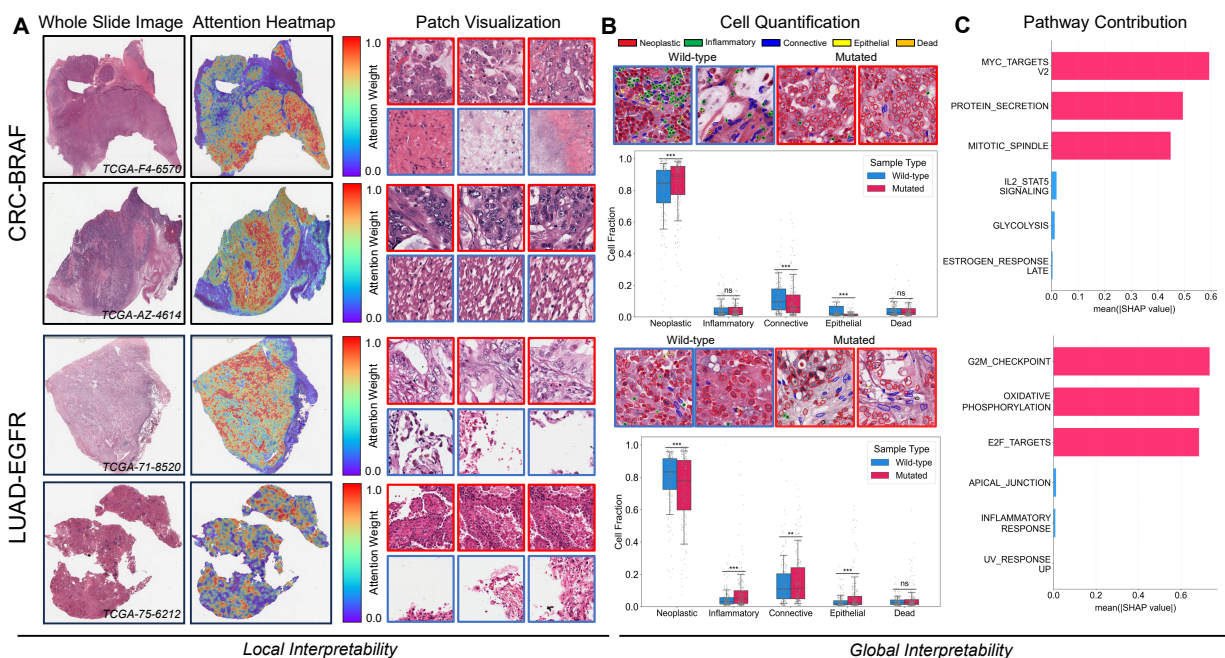 A
Whole Slide Image
Attention Heatmap
Patch Visualization
CRC-BRAF
TCGA-F4-6570
1.0
Attention Weight
0.0
TCGA-AZ-4614
1.0
Attention Weight
0.0
LUAD-EGFR
TCGA-71-8520
1.0
Attention Weight
0.0
TCGA-75-6212
1.0
Attention Weight
0.0
Local Interpretability
B
Cell Quantification
Neoplastic
Inflammatory
Connective
Epithelial
Dead
Wild-type
Mutated
Cell Fraction
1.0
0.8
0.6
0.4
0.2
0.0
***
ns
***
***
ns
Sample Type
Wild-type
Mutated
Neoplastic
Inflammatory
Connective
Epithelial
Dead
Wild-type
Mutated
Cell Fraction
1.0
0.8
0.6
0.4
0.2
0.0
***
***
**
***
ns
Sample Type
Wild-type
Mutated
Neoplastic
Inflammatory
Connective
Epithelial
Dead
C
Pathway Contribution
MYC_TARGETS
V2
PROTEIN_SECRETION
MITOTIC_SPINDLE
IL2_STAT5
SIGNALING
GLYCOLYSIS
ESTROGEN_RESPONSE
LATE
0.0 0.1 0.2 0.3 0.4 0.5 0.6
mean(|SHAP value|)
G2M_CHECKPOINT
OXIDATIVE
PHOSPHORYLATION
E2F_TARGETS
APICAL_JUNCTION
INFLAMMATORY
RESPONSE
UV_RESPONSE
UP
0.0 0.2 0.4 0.6
mean(|SHAP value|)
Global Interpretability